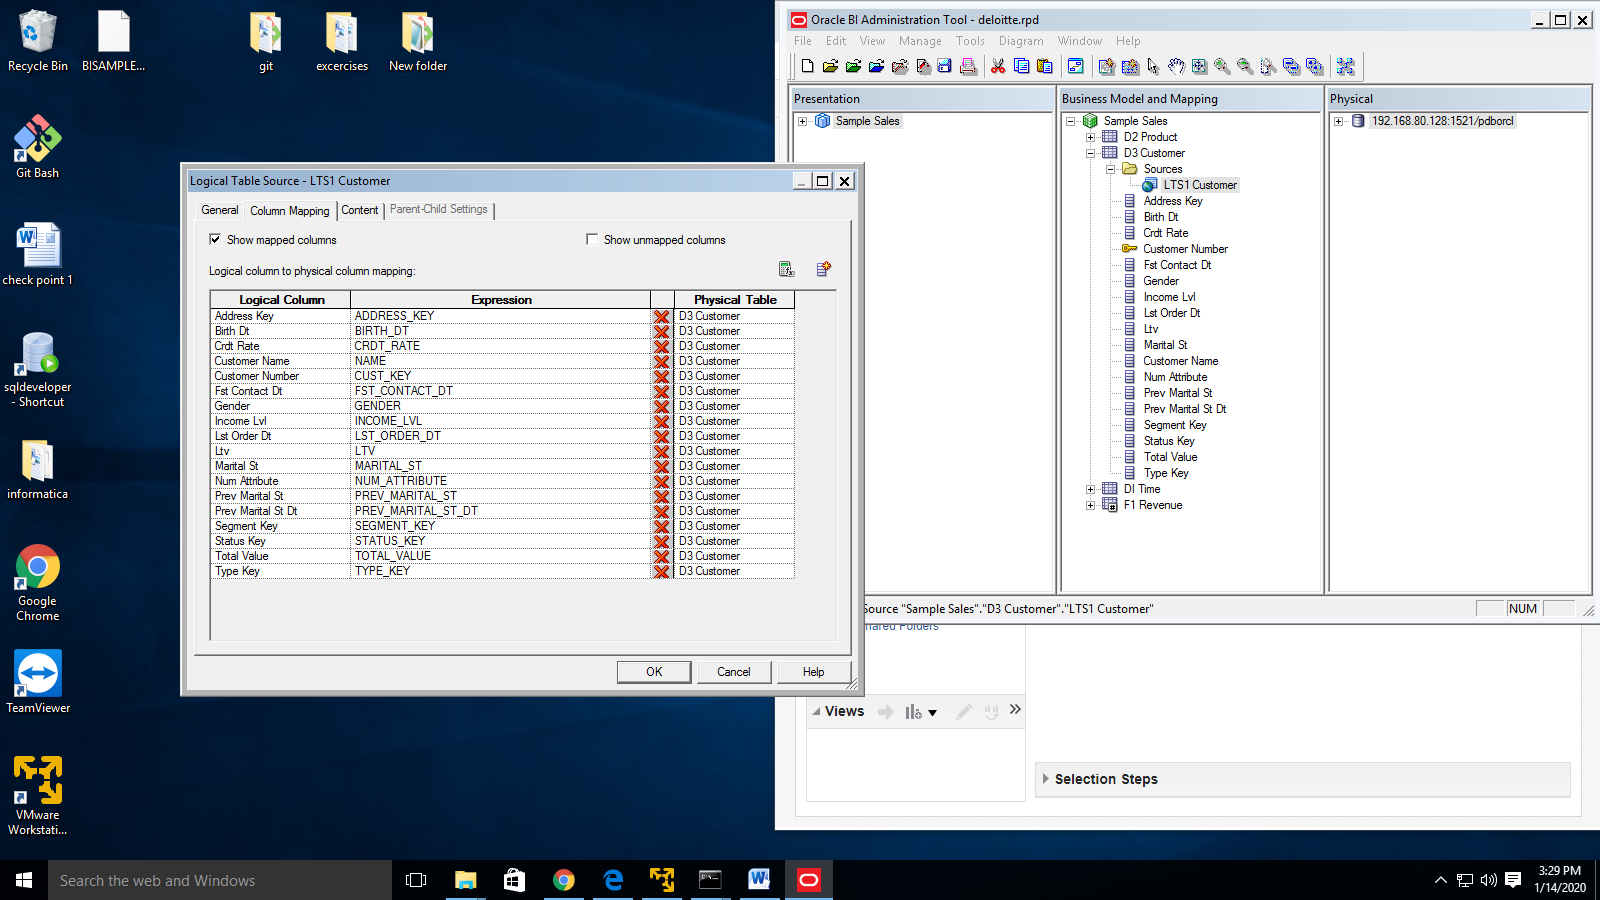 Recycle Bin
BISAMPLE...
git
excercises
New folder
Git Bash
check point 1
sqldeveloper
- Shortcut
informatica
Google
Chrome
TeamViewer
VMware
Workstati...
Oracle BI Administration Tool - deloitte.rpd
File Edit View Manage Tools Diagram Window Help
Presentation
Sample Sales
Business Model and Mapping
Sample Sales
D2 Product
D3 Customer
Sources
LTS1 Customer
Address Key
Birth Dt
Crdt Rate
Customer Number
Fst Contact Dt
Gender
Income Lvl
Lst Order Dt
Ltv
Marital St
Customer Name
Num Attribute
Prev Marital St
Prev Marital St Dt
Segment Key
Status Key
Total Value
Type Key
DI Time
F1 Revenue
Physical
192.168.80.128:1521/pdborcl
Source "Sample Sales"."D3 Customer"."LTS1 Customer"
NUM
Logical Table Source - LTS1 Customer
General Column Mapping Content Parent-Child Settings
Show mapped columns Show unmapped columns
Logical column to physical column mapping:
Logical Column Expression Physical Table
Address Key ADDRESS_KEY D3 Customer
Birth Dt BIRTH_DT D3 Customer
Crdt Rate CRDT_RATE D3 Customer
Customer Name NAME D3 Customer
Customer Number CUST_KEY D3 Customer
Fst Contact Dt FST_CONTACT_DT D3 Customer
Gender GENDER D3 Customer
Income Lvl INCOME_LVL D3 Customer
Lst Order Dt LST_ORDER_DT D3 Customer
Ltv LTV D3 Customer
Marital St MARITAL_ST D3 Customer
Num Attribute NUM_ATTRIBUTE D3 Customer
Prev Marital St PREV_MARITAL_ST D3 Customer
Prev Marital St Dt PREV_MARITAL_ST_DT D3 Customer
Segment Key SEGMENT_KEY D3 Customer
Status Key STATUS_KEY D3 Customer
Total Value TOTAL_VALUE D3 Customer
Type Key TYPE_KEY D3 Customer
OK Cancel Help
hared Folders
Views
Selection Steps
Search the web and Windows
3:29 PM
1/14/2020